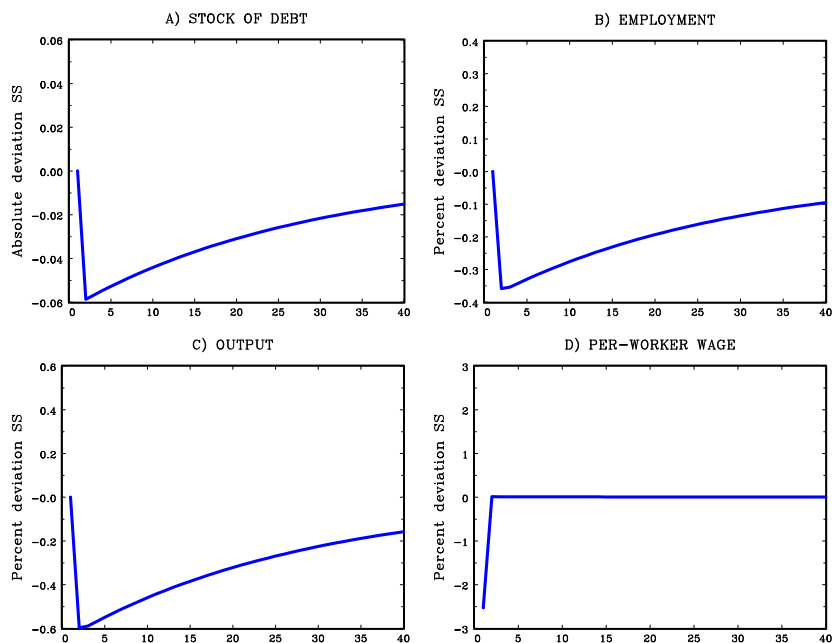 A) STOCK OF DEBT
Absolute deviation SS
0.06
0.04
0.02
0.00
−0.02
−0.04
−0.06
0 5 10 15 20 25 30 35 40
B) EMPLOYMENT
Percent deviation SS
0.4
0.3
0.2
0.1
−0.0
−0.1
−0.2
−0.3
−0.4
0 5 10 15 20 25 30 35 40
C) OUTPUT
Percent deviation SS
0.6
0.4
0.2
−0.0
−0.2
−0.4
−0.6
0 5 10 15 20 25 30 35 40
D) PER−WORKER WAGE
Percent deviation SS
3
2
1
0
−1
−2
−3
0 5 10 15 20 25 30 35 40